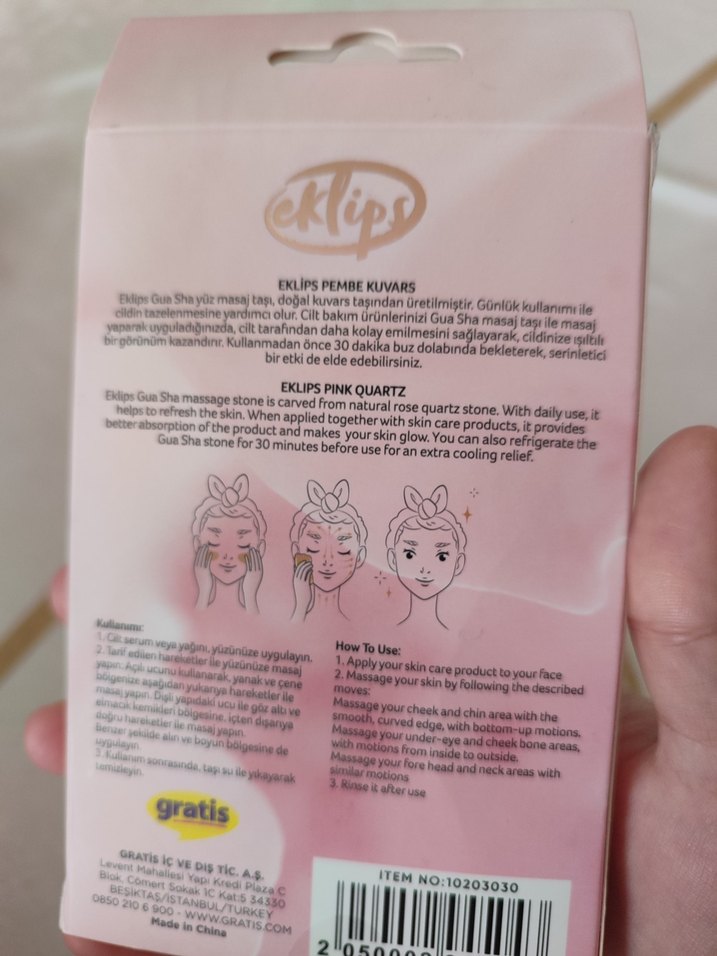 eklips
EKLİPS PEMBE KUVARS
Eklips Gua Sha yüz masaj taşı, doğal kuvars taşından üretilmiştir. Günlük kullanımı ile
cildin tazelenmesine yardımcı olur. Cilt bakım ürünlerinizi Gua Sha masaj taşı ile masaj
yaparak uyguladığınızda, cilt tarafından daha kolay emilmesini sağlayarak, cildinize ışıltılı
bir görünüm kazandırır. Kullanmadan önce 30 dakika buz dolabında bekleterek, serinletici
bir etki de elde edebilirsiniz.
EKLIPS PINK QUARTZ
Eklips Gua Sha massage stone is carved from natural rose quartz stone. With daily use, it
helps to refresh the skin. When applied together with skin care products, it provides
better absorption of the product and makes your skin glow. You can also refrigerate the
Gua Sha stone for 30 minutes before use for an extra cooling relief.
Kullanımı:
1. Cilt serum veya yağını, yüzünüze uygulayın.
2. Tarif edilen hareketler ile yüzünüze masaj
yapın: Açılı ucunu kullanarak, yanak ve çene
bölgenize aşağıdan yukarıya hareketler ile
masaj yapın. Dişli yapıdaki ucu ile göz altı ve
elmacık kemikleri bölgesine, içten dışarıya
doğru hareketler ile masaj yapın.
Benzer şekilde alın ve boyun bölgesine de
uygulayın.
3. Kullanım sonrasında, taşı su ile yıkayarak
temizleyin.
How To Use:
1. Apply your skin care product to your face
2. Massage your skin by following the described
moves:
Massage your cheek and chin area with the
smooth, curved edge, with bottom-up motions.
Massage your under-eye and cheek bone areas,
with motions from inside to outside.
Massage your fore head and neck areas with
similar motions
3. Rinse it after use
gratis
GRATİS İÇ VE DIŞ TİC. A.Ş.
Levent Mahallesi Yapı Kredi Plaza C
Blok, Cömert Sokak 1C Kat:5 34330
BEŞİKTAŞ/İSTANBUL/TURKEY
0850 210 6 900 - WWW.GRATIS.COM
Made in China
ITEM NO:10203030